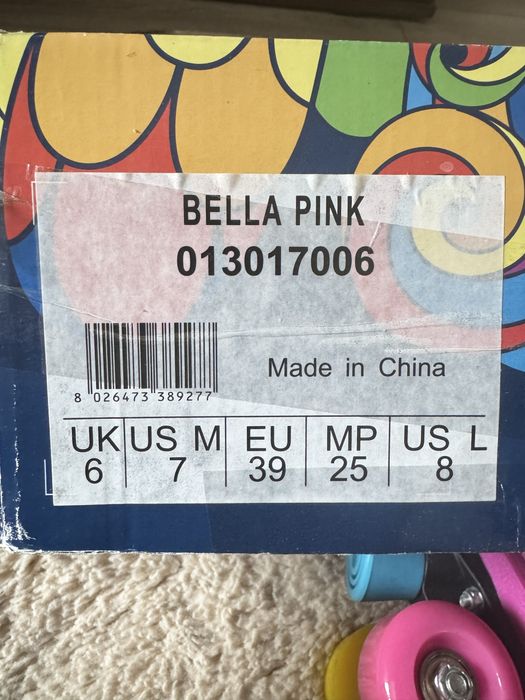 BELLA PINK
013017006
Made in China
8 026473 389277
UK US M EU MP US L
6 7 39 25 8